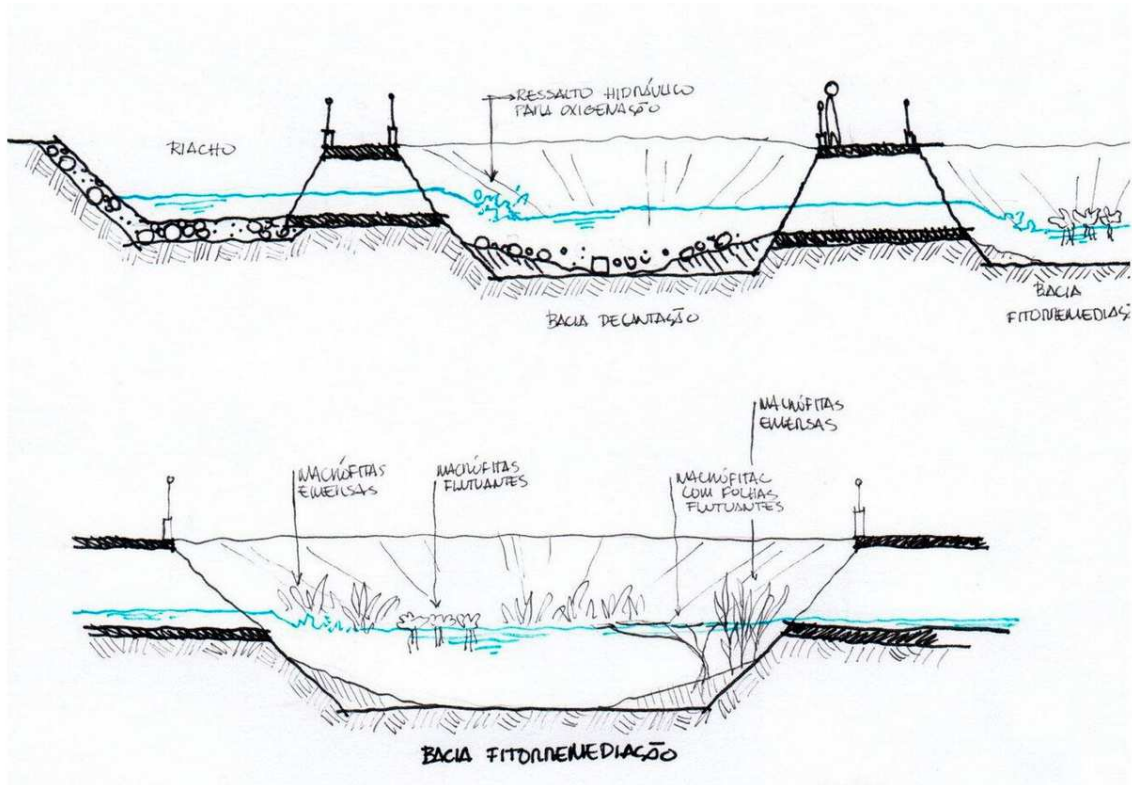 RIACHO
RESSALTO HIDRÁULICO
PARA OXIGENAÇÃO
BACIA DECANTAÇÃO
BACIA
FITORREMEDIAÇÃ
MACRÓFITAS
EMERSAS
MACRÓFITAS
FLUTUANTES
MACRÓFITAS
COM FOLHAS
FLUTUANTES
MACRÓFITAS
EMERSAS
BACIA FITORREMEDIAÇÃO